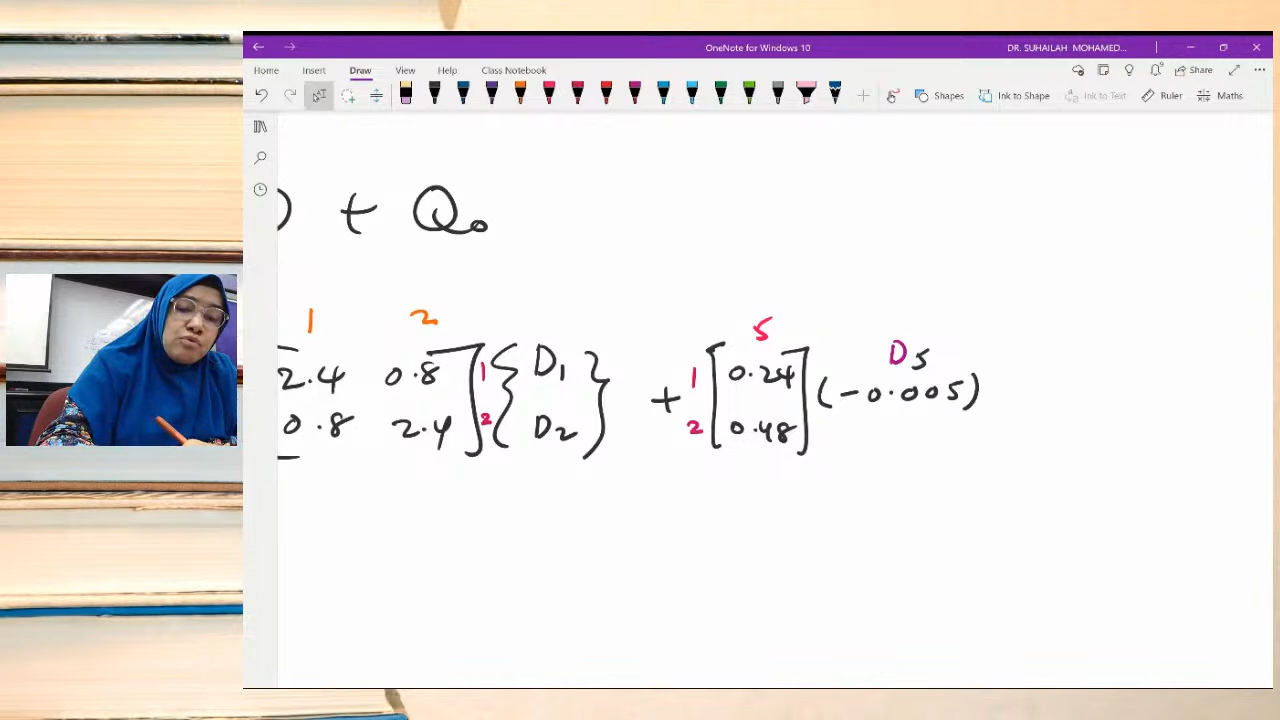 OneNote for Windows 10
DR. SUHAILAH MOHAMED...
Home Insert Draw View Help Class Notebook
Share
Shapes Ink to Shape Ink to Text Ruler Maths
+ Q₀
1 2 5
2.4 0.8 1 D₁ + 1 0.24 (-0.005) D5
0.8 2.4 2 D₂ 2 0.48